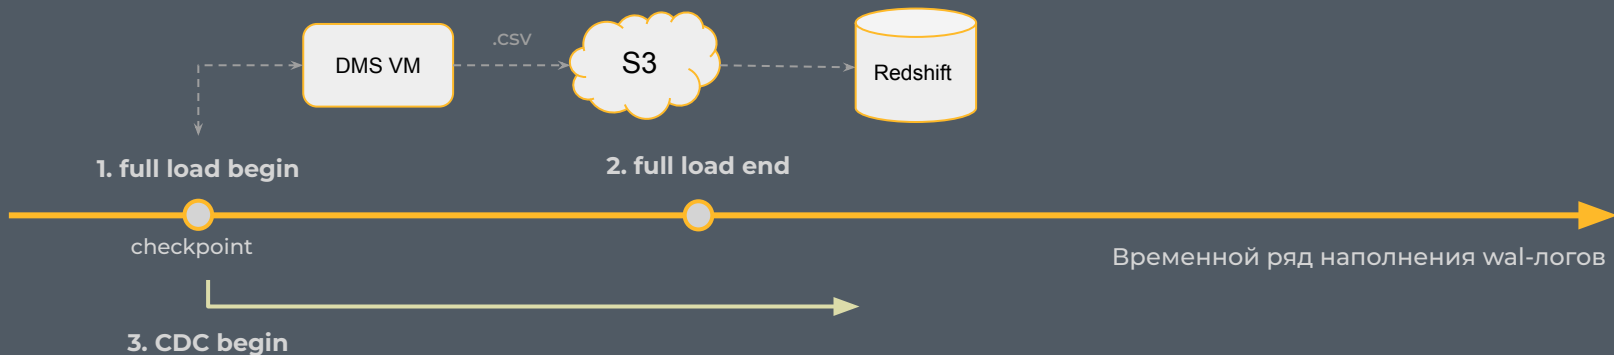 .csv
DMS VM
S3
Redshift
1. full load begin
2. full load end
checkpoint
Временной ряд наполнения wal-логов
3. CDC begin